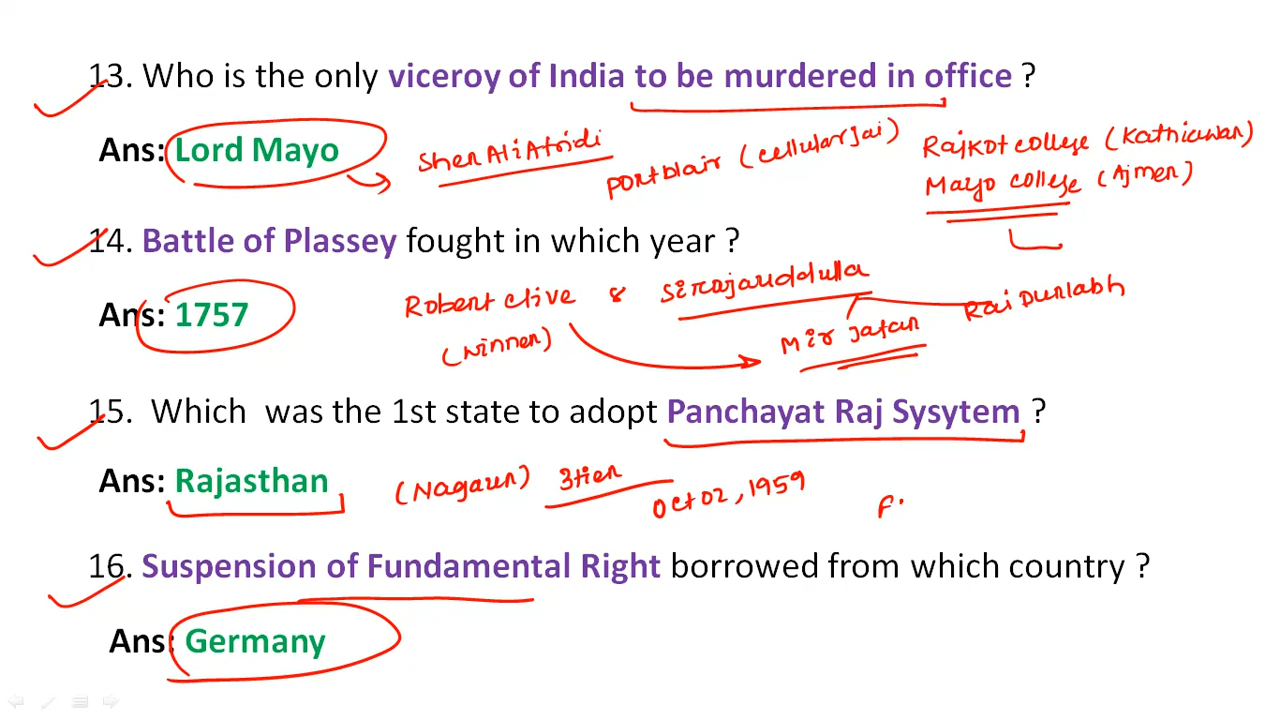 13. Who is the only viceroy of India to be murdered in office ?
Ans: Lord Mayo
Sher Ali Afridi
Portblair (cellular Jai)
Rajkot college (Kathiawar)
Mayo college (Ajmer)
14. Battle of Plassey fought in which year ?
Ans: 1757
Robert clive & Sirajauddulla
(winner)
Mir Jafar
Rai Durlabh
15. Which was the 1st state to adopt Panchayat Raj Sysytem ?
Ans: Rajasthan
(Nagaur) 3tier
Oct 02, 1959
16. Suspension of Fundamental Right borrowed from which country ?
Ans: Germany